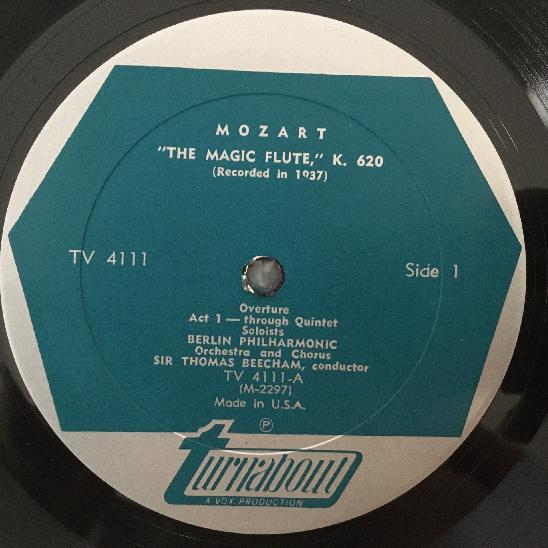 MOZART
"THE MAGIC FLUTE," K. 620
(Recorded in 1937)
TV 4111
Side 1
Overture
Act 1 — through Quintet
Soloists
BERLIN PHILHARMONIC
Orchestra and Chorus
SIR THOMAS BEECHAM, conductor
TV 4111-A
(M-2297)
Made in U.S.A.
Ⓟ
turnabout
A VOX PRODUCTION